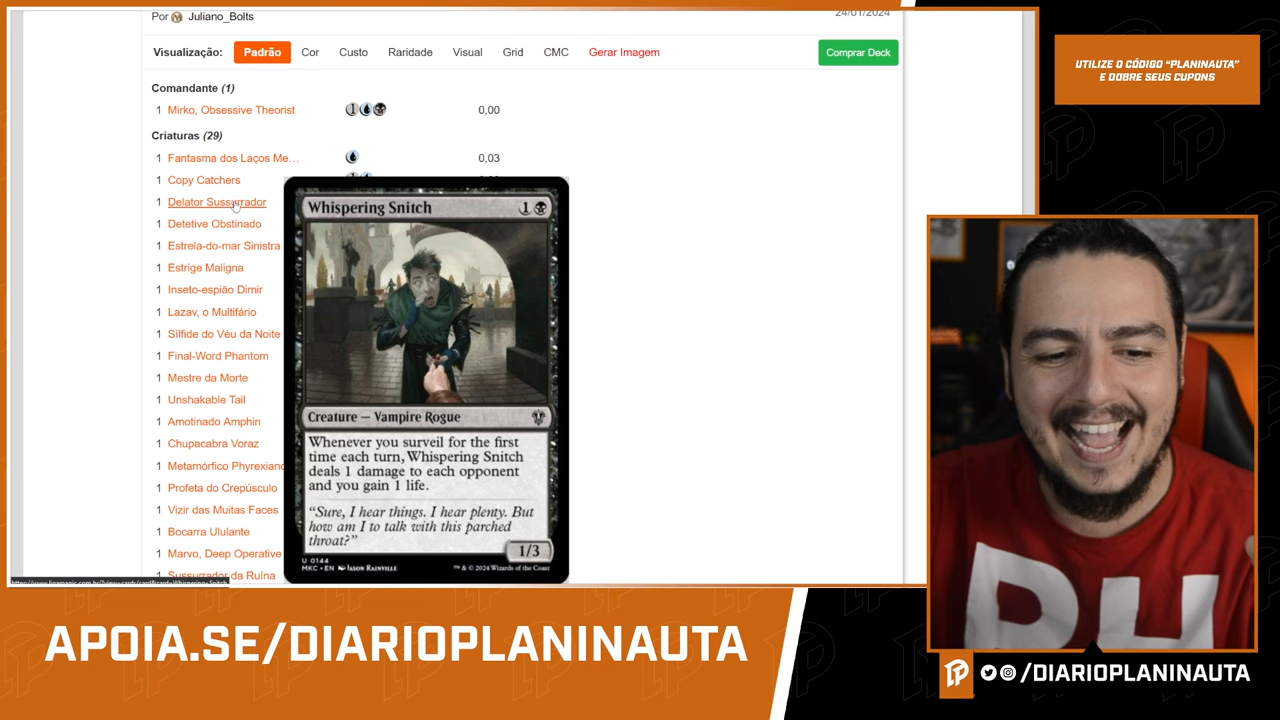 Por Juliano_Bolts
24/01/2024
Visualização: Padrão Cor Custo Raridade Visual Grid CMC Gerar Imagem Comprar Deck
Comandante (1)
1 Mirko, Obsessive Theorist 0,00
Criaturas (29)
1 Fantasma dos Laços Me… 0,03
1 Copy Catchers
1 Delator Sussurrador
1 Detetive Obstinado
1 Estrela-do-mar Sinistra
1 Estrige Maligna
1 Inseto-espião Dimir
1 Lazav, o Multifário
1 Sílfide do Véu da Noite
1 Final-Word Phantom
1 Mestre da Morte
1 Unshakable Tail
1 Amotinado Amphin
1 Chupacabra Voraz
1 Metamórfico Phyrexiano
1 Profeta do Crepúsculo
1 Vizir das Muitas Faces
1 Bocarra Ululante
1 Marvo, Deep Operative
1 Sussurrador da Ruína
Whispering Snitch 1
Creature — Vampire Rogue
Whenever you surveil for the first
time each turn, Whispering Snitch
deals 1 damage to each opponent
and you gain 1 life.
“Sure, I hear things. I hear plenty. But
how am I to talk with this parched
throat?”
1/3
U 0144
MKC • EN JASON RAINVILLE ™ & © 2024 Wizards of the Coast
UTILIZE O CÓDIGO “PLANINAUTA”
E DOBRE SEUS CUPONS
APOIA.SE/DIARIOPLANINAUTA
/DIARIOPLANINAUTA